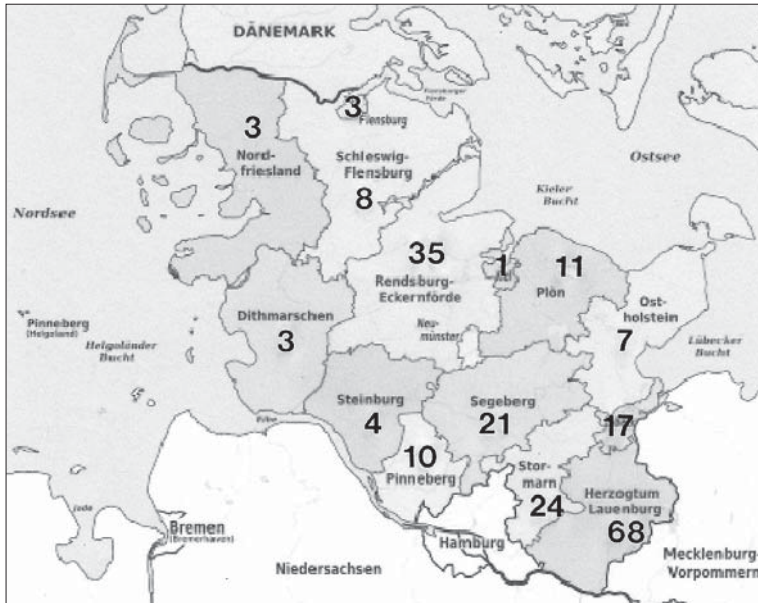 DÄNEMARK
3
Flensburg
3
Nord-
friesland
Schleswig-
Flensburg
8
Ostsee
Kieler
Bucht
Nordsee
35
Rendsburg-
Eckernförde
1
11
Plön
Ost-
holstein
7
Pinneberg
(Helgoland)
Helgoländer
Bucht
Dithmarschen
3
Neu-
münster
Lübecker
Bucht
Steinburg
4
Segeberg
21
17
Elbe
10
Pinneberg
Stor-
marn
24
Herzogtum
Lauenburg
68
Jade
Bremen
(Bremerhaven)
Hamburg
Niedersachsen
Mecklenburg-
Vorpommern